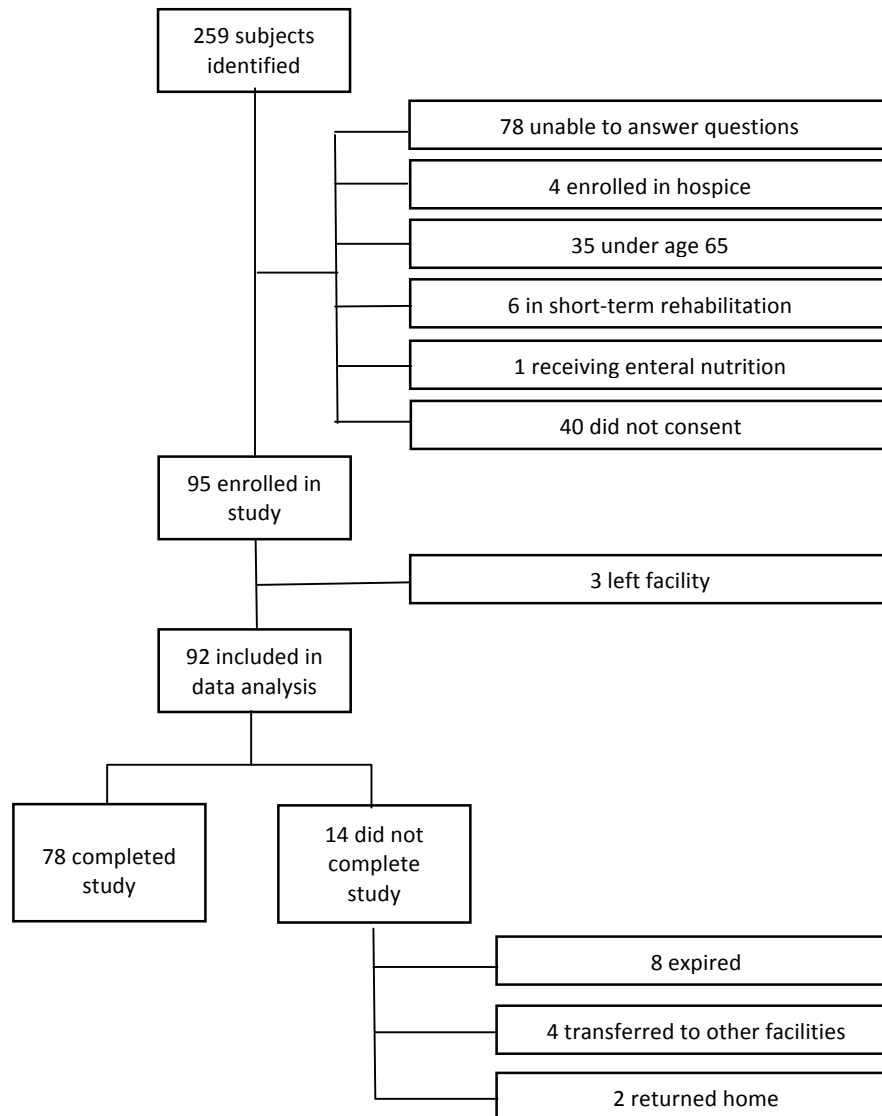 259 subjects
identified
78 unable to answer questions
4 enrolled in hospice
35 under age 65
6 in short-term rehabilitation
1 receiving enteral nutrition
40 did not consent
95 enrolled in
study
3 left facility
92 included in
data analysis
78 completed
study
14 did not
complete
study
8 expired
4 transferred to other facilities
2 returned home